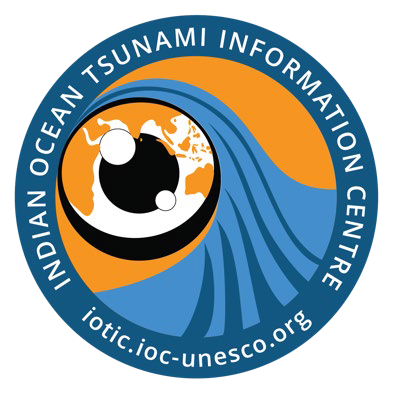 INDIAN OCEAN TSUNAMI INFORMATION CENTRE
iotic.ioc-unesco.org